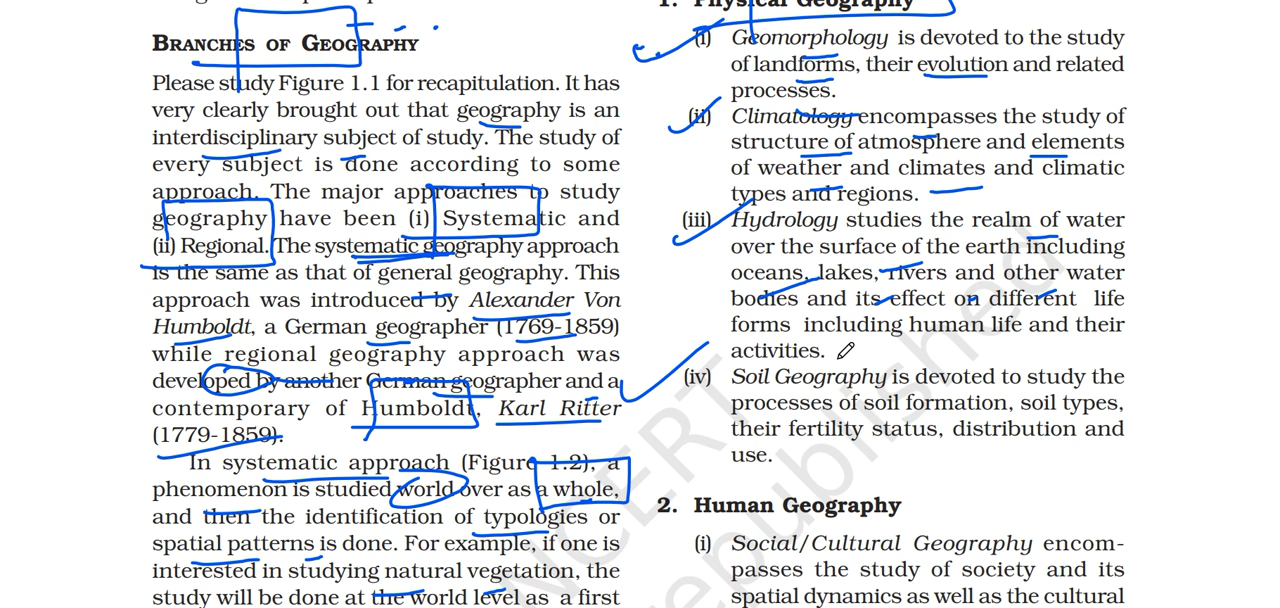 BRANCHES OF GEOGRAPHY
Please study Figure 1.1 for recapitulation. It has
very clearly brought out that geography is an
interdisciplinary subject of study. The study of
every subject is done according to some
approach. The major approaches to study
geography have been (i) Systematic and
(ii) Regional. The systematic geography approach
is the same as that of general geography. This
approach was introduced by Alexander Von
Humboldt, a German geographer (1769-1859)
while regional geography approach was
developed by another German geographer and a
contemporary of Humboldt, Karl Ritter
(1779-1859).
In systematic approach (Figure 1.2), a
phenomenon is studied world over as a whole,
and then the identification of typologies or
spatial patterns is done. For example, if one is
interested in studying natural vegetation, the
study will be done at the world level as a first
1. Physical Geography
(i) Geomorphology is devoted to the study
of landforms, their evolution and related
processes.
(ii) Climatology encompasses the study of
structure of atmosphere and elements
of weather and climates and climatic
types and regions.
(iii) Hydrology studies the realm of water
over the surface of the earth including
oceans, lakes, rivers and other water
bodies and its effect on different life
forms including human life and their
activities.
(iv) Soil Geography is devoted to study the
processes of soil formation, soil types,
their fertility status, distribution and
use.
2. Human Geography
(i) Social/Cultural Geography encom-
passes the study of society and its
spatial dynamics as well as the cultural
NCERT
republished